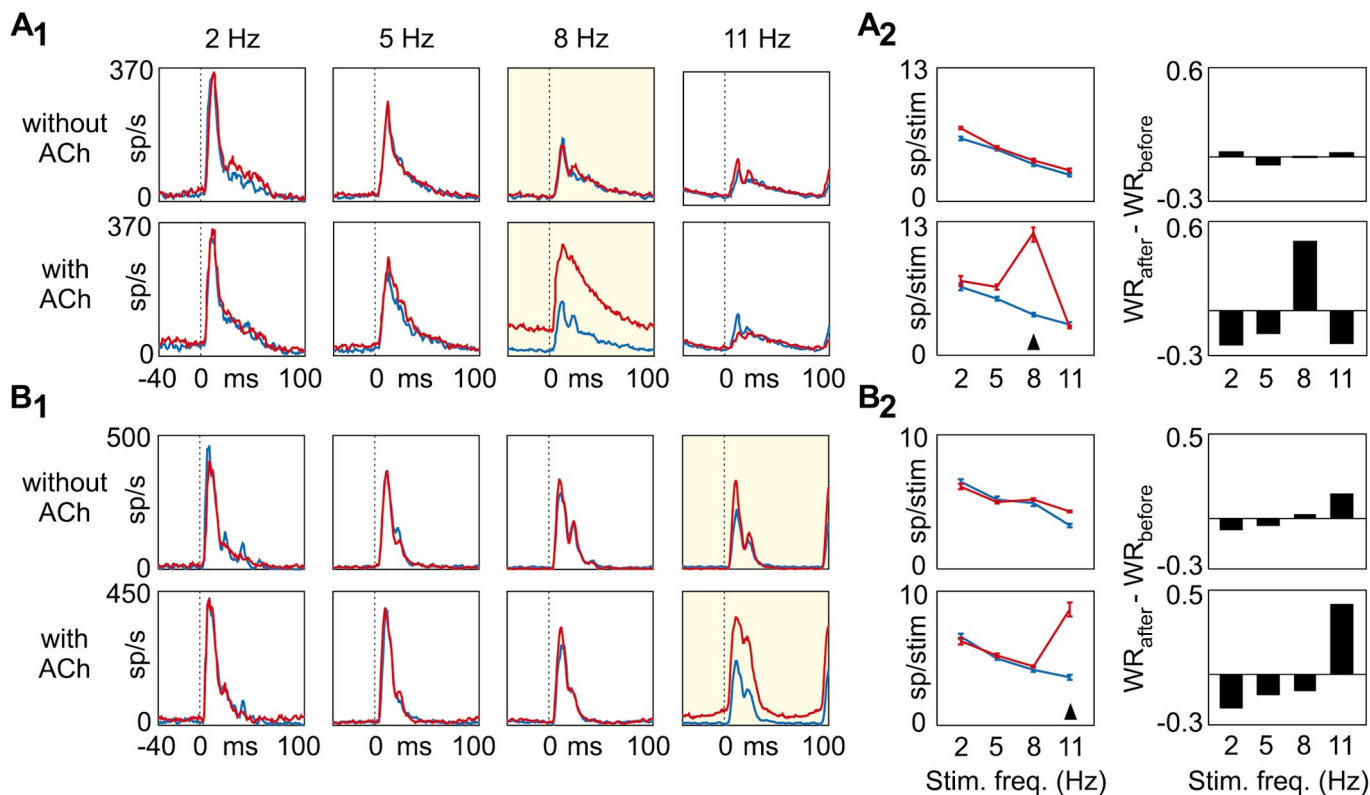 A1
2 Hz 5 Hz 8 Hz 11 Hz
A2
370
without
ACh
sp/s
0
13
sp/stim
0
0.6
WRafter - WRbefore
-0.3
370
with
ACh
sp/s
0
-40 0 ms 100
0 ms 100
0 ms 100
0 ms 100
13
sp/stim
0
2 5 8 11
0.6
-0.3
2 5 8 11
B1
B2
500
without
ACh
sp/s
0
10
sp/stim
0
0.5
WRafter - WRbefore
-0.3
450
with
ACh
sp/s
0
-40 0 ms 100
0 ms 100
0 ms 100
0 ms 100
10
sp/stim
0
2 5 8 11
Stim. freq. (Hz)
0.5
-0.3
2 5 8 11
Stim. freq. (Hz)